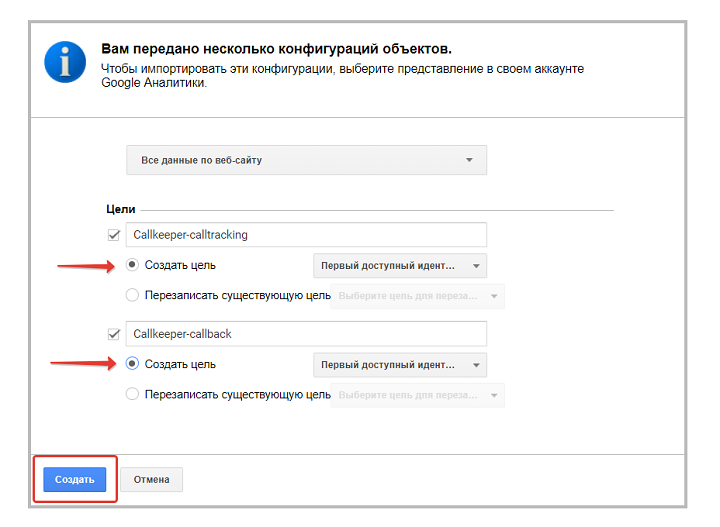 Вам передано несколько конфигураций объектов.
Чтобы импортировать эти конфигурации, выберите представление в своем аккаунте
Google Аналитики.
Все данные по веб-сайту
Цели
Callkeeper-calltracking
Создать цель Первый доступный идент...
Перезаписать существующую цель Выберите цель для переза...
Callkeeper-callback
Создать цель Первый доступный идент...
Перезаписать существующую цель Выберите цель для переза...
Создать Отмена